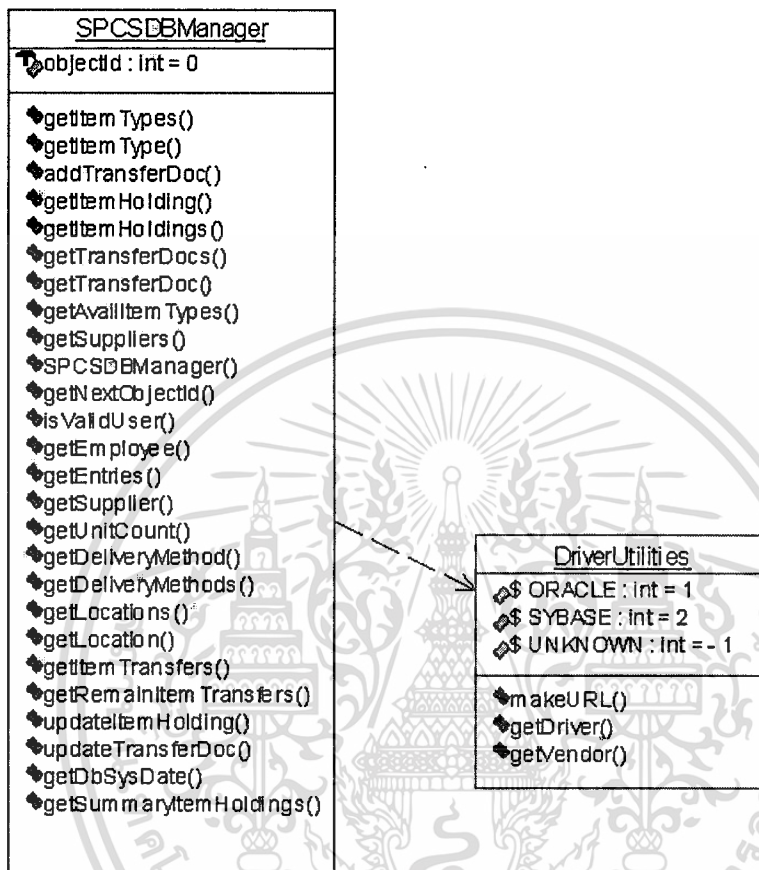 SPCSDBManager
objectId : int = 0
getItemTypes()
getItemType()
addTransferDoc()
getItemHolding()
getItemHoldings()
getTransferDocs()
getTransferDoc()
getAvailItemTypes()
getSuppliers()
SPCSDBManager()
getNextObjectId()
isValidUser()
getEmployee()
getEntries()
getSupplier()
getUnitCount()
getDeliveryMethod()
getDeliveryMethods()
getLocations()
getLocation()
getItemTransfers()
getRemainItemTransfers()
updateItemHolding()
updateTransferDoc()
getDbSysDate()
getSummaryItemHoldings()
DriverUtilities
$ ORACLE : int = 1
$ SYBASE : int = 2
$ UNKNOWN : int = - 1
makeURL()
getDriver()
getVendor()